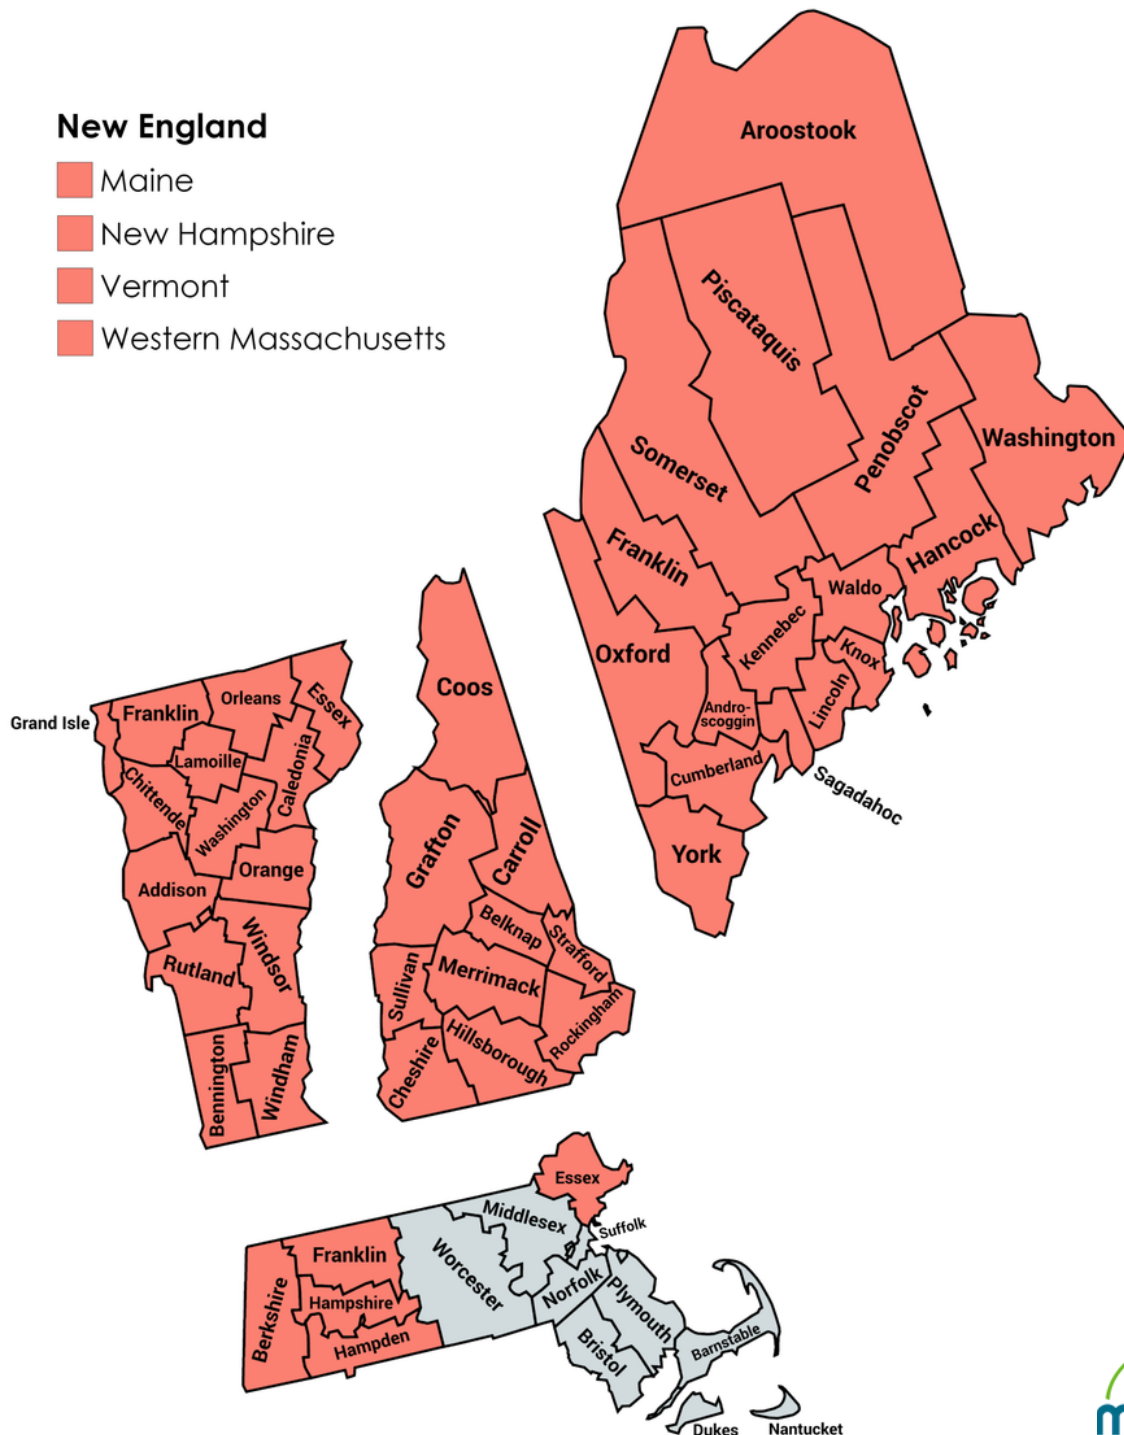 New England
Maine
New Hampshire
Vermont
Western Massachusetts
Aroostook
Piscataquis
Penobscot
Washington
Somerset
Hancock
Franklin
Waldo
Kennebec
Knox
Oxford
Lincoln
Andro-
scoggin
Cumberland
Sagadahoc
York
Grand Isle
Franklin
Orleans
Essex
Lamoille
Caledonia
Chittende
Washington
Orange
Addison
Windsor
Rutland
Bennington
Windham
Coos
Grafton
Carroll
Belknap
Strafford
Sullivan
Merrimack
Rockingham
Hillsborough
Cheshire
Essex
Middlesex
Suffolk
Franklin
Worcester
Norfolk
Plymouth
Hampshire
Berkshire
Hampden
Bristol
Barnstable
Dukes
Nantucket